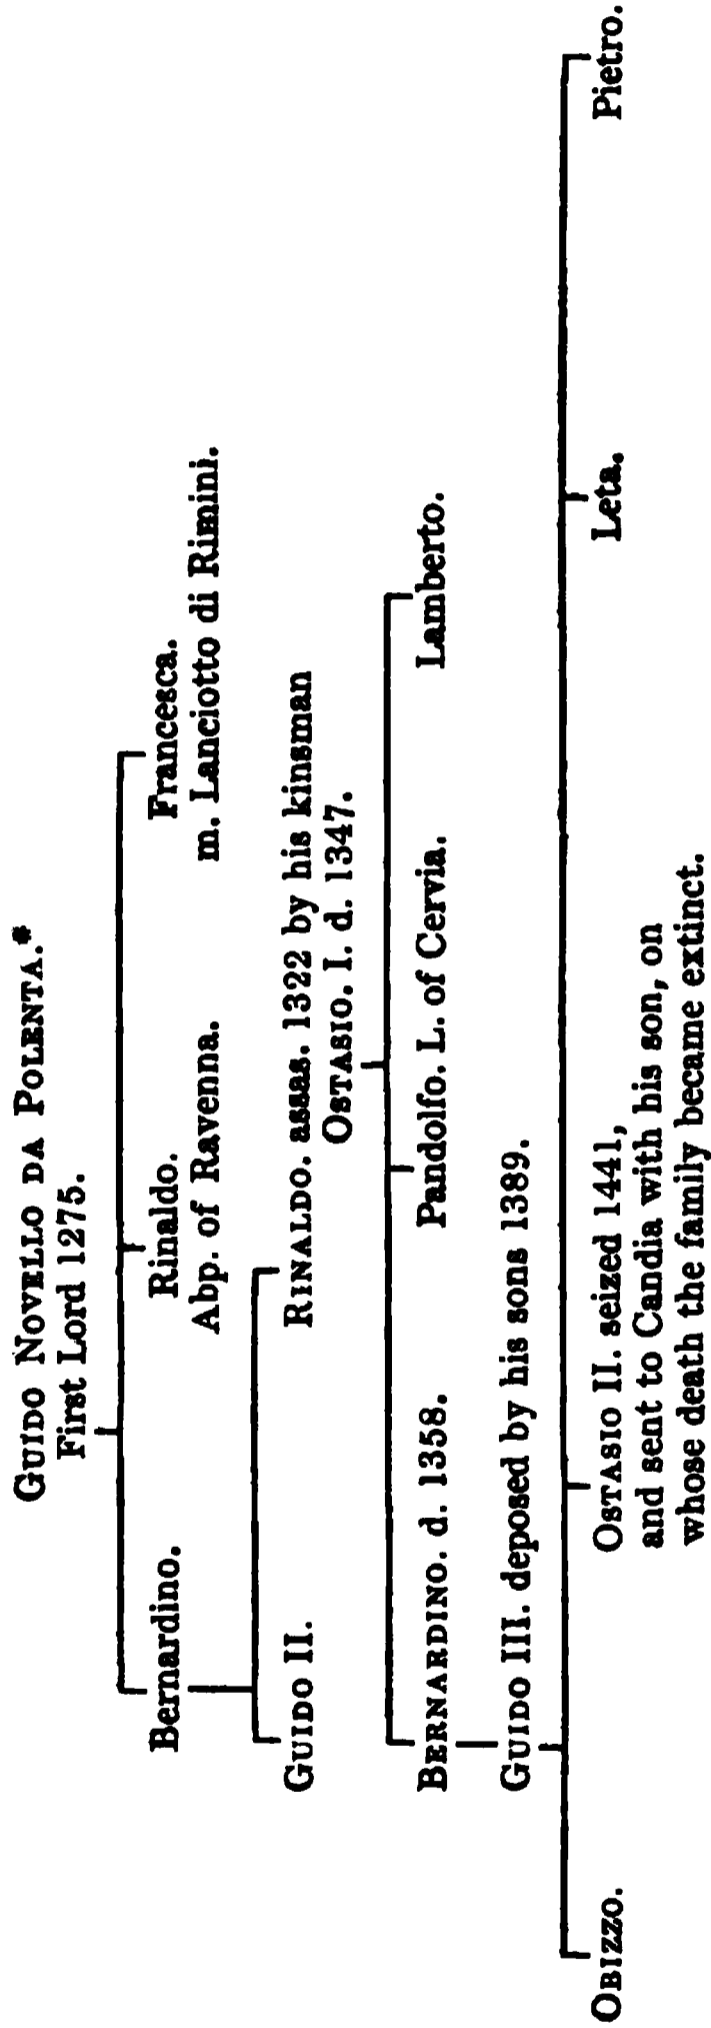 GUIDO NOVELLO DA POLENTA.*
First Lord 1275.
Bernardino.
Rinaldo.
Abp. of Ravenna.
Francesca.
m. Lanciotto di Rimini.
GUIDO II.
RINALDO. assas. 1322 by his kinsman
OSTASIO. I. d. 1347.
BERNARDINO. d. 1358.
Pandolfo. L. of Cervia.
Lamberto.
GUIDO III. deposed by his sons 1389.
OBIZZO.
OSTASIO II. seized 1441,
and sent to Candia with his son, on
whose death the family became extinct.
Leta.
Pietro.